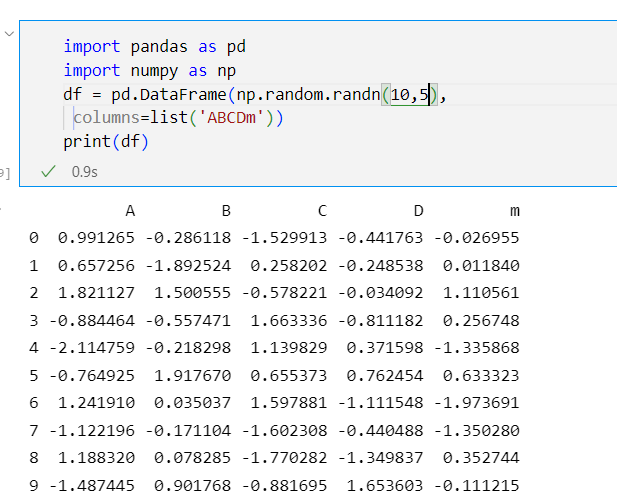 import pandas as pd
import numpy as np
df = pd.DataFrame(np.random.randn(10,5),
columns=list('ABCDm'))
print(df)
9]
0.9s
A B C D m
0 0.991265 -0.286118 -1.529913 -0.441763 -0.026955
1 0.657256 -1.892524 0.258202 -0.248538 0.011840
2 1.821127 1.500555 -0.578221 -0.034092 1.110561
3 -0.884464 -0.557471 1.663336 -0.811182 0.256748
4 -2.114759 -0.218298 1.139829 0.371598 -1.335868
5 -0.764925 1.917670 0.655373 0.762454 0.633323
6 1.241910 0.035037 1.597881 -1.111548 -1.973691
7 -1.122196 -0.171104 -1.602308 -0.440488 -1.350280
8 1.188320 0.078285 -1.770282 -1.349837 0.352744
9 -1.487445 0.901768 -0.881695 1.653603 -0.111215